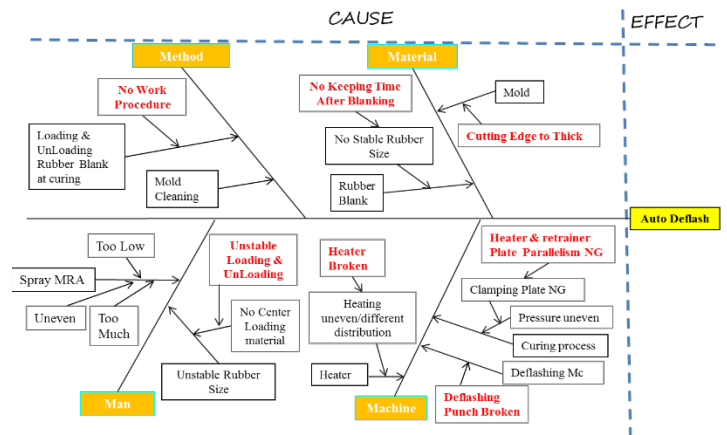 CAUSE
EFFECT
Method
Material
No Work
Procedure
No Keeping Time
After Blanking
Mold
Loading &
UnLoading
Rubber Blank
at curing
No Stable Rubber
Size
Cutting Edge to Thick
Mold
Cleaning
Rubber
Blank
Auto Deflash
Too Low
Unstable
Loading &
UnLoading
Heater
Broken
Heater & retrainer
Plate Parallelism NG
Spray MRA
Clamping Plate NG
Uneven
Too
Much
No Center
Loading
material
Heating
uneven/different
distribution
Pressure uneven
Curing process
Unstable Rubber
Size
Heater
Deflashing Mc
Man
Machine
Deflashing
Punch Broken